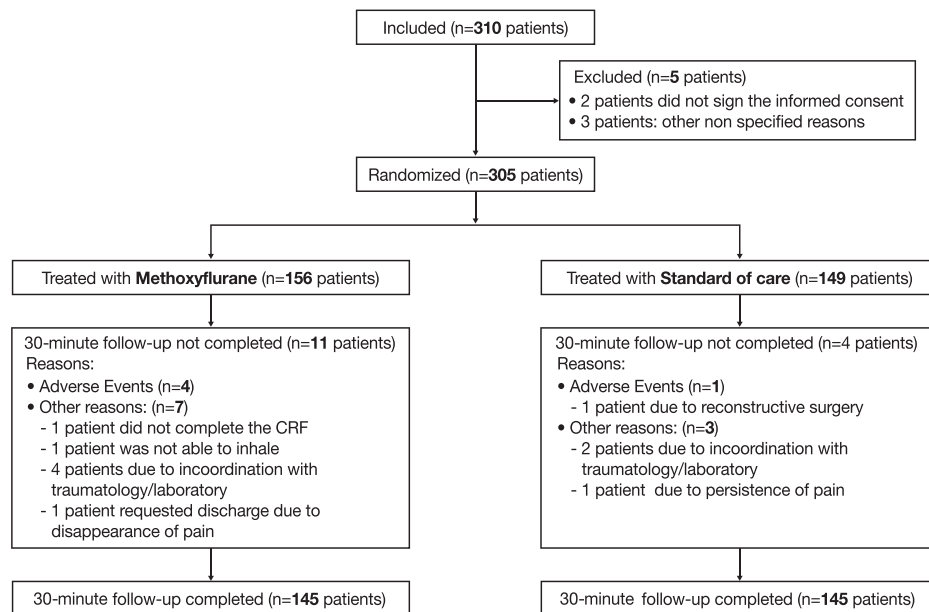 Included (n=310 patients)
Excluded (n=5 patients)
• 2 patients did not sign the informed consent
• 3 patients: other non specified reasons
Randomized (n=305 patients)
Treated with Methoxyflurane (n=156 patients)
30-minute follow-up not completed (n=11 patients)
Reasons:
• Adverse Events (n=4)
• Other reasons: (n=7)
- 1 patient did not complete the CRF
- 1 patient was not able to inhale
- 4 patients due to incoordination with
traumatology/laboratory
- 1 patient requested discharge due to
disappearance of pain
30-minute follow-up completed (n=145 patients)
Treated with Standard of care (n=149 patients)
30-minute follow-up not completed (n=4 patients)
Reasons:
• Adverse Events (n=1)
- 1 patient due to reconstructive surgery
• Other reasons: (n=3)
- 2 patients due to incoordination with
traumatology/laboratory
- 1 patient due to persistence of pain
30-minute follow-up completed (n=145 patients)